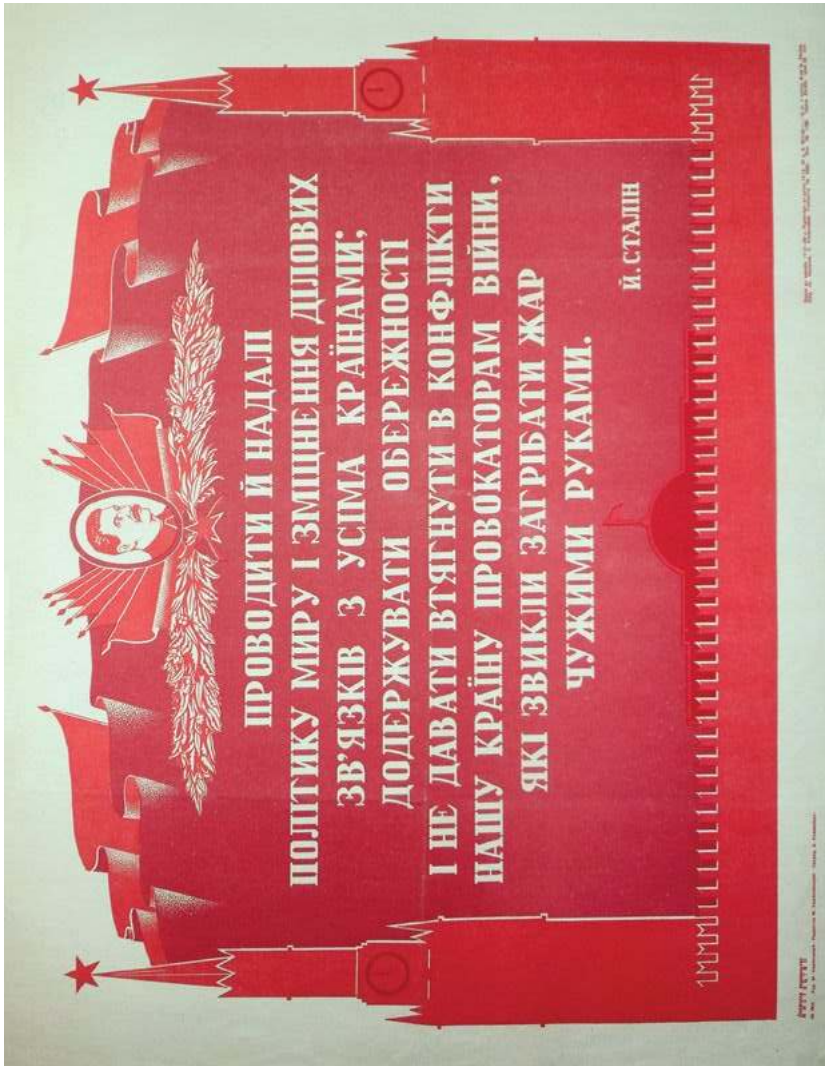 ПРОВОДИТИ Й НАДАЛІ
ПОЛІТИКУ МИРУ І ЗМІЦНЕННЯ ДІЛОВИХ
ЗВ'ЯЗКІВ З УСІМА КРАЇНАМИ;
ДОДЕРЖУВАТИ ОБЕРЕЖНОСТІ
І НЕ ДАВАТИ ВТЯГНУТИ В КОНФЛІКТИ
НАШУ КРАЇНУ ПРОВОКАТОРАМ ВІЙНИ,
ЯКІ ЗВИКЛИ ЗАГРІБАТИ ЖАР
ЧУЖИМИ РУКАМИ.
Й. СТАЛІН